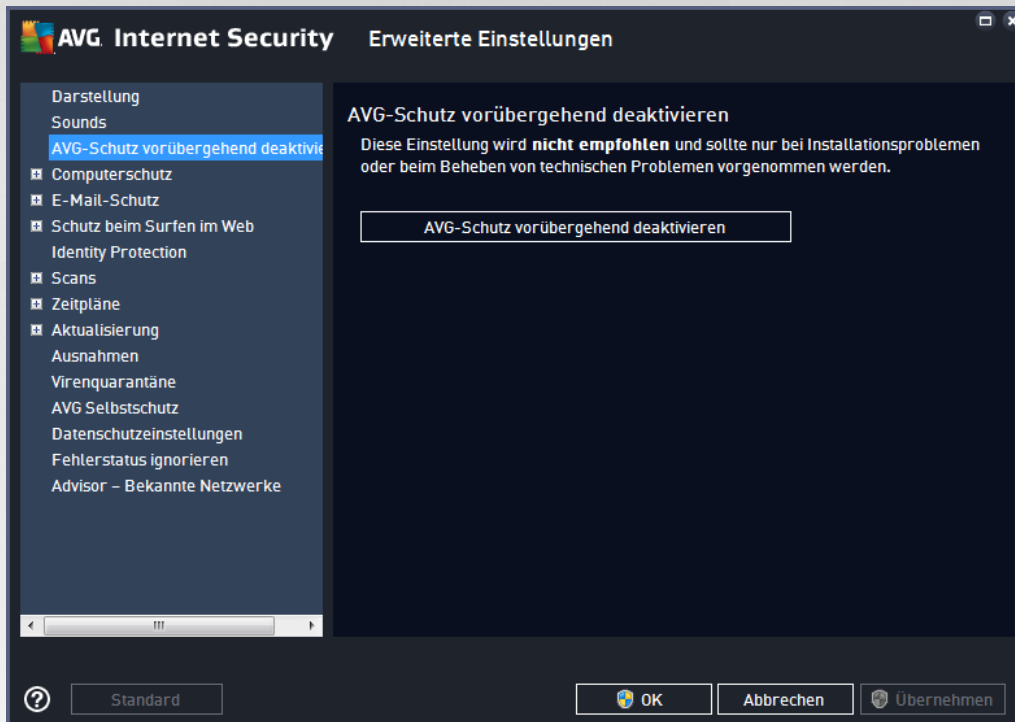 AVG Internet Security Erweiterte Einstellungen
Darstellung
Sounds
AVG-Schutz vorübergehend deaktivie
Computerschutz
E-Mail-Schutz
Schutz beim Surfen im Web
Identity Protection
Scans
Zeitpläne
Aktualisierung
Ausnahmen
Virenquarantäne
AVG Selbstschutz
Datenschutzeinstellungen
Fehlerstatus ignorieren
Advisor – Bekannte Netzwerke
AVG-Schutz vorübergehend deaktivieren
Diese Einstellung wird nicht empfohlen und sollte nur bei Installationsproblemen
oder beim Beheben von technischen Problemen vorgenommen werden.
AVG-Schutz vorübergehend deaktivieren
Standard
OK
Abbrechen
Übernehmen